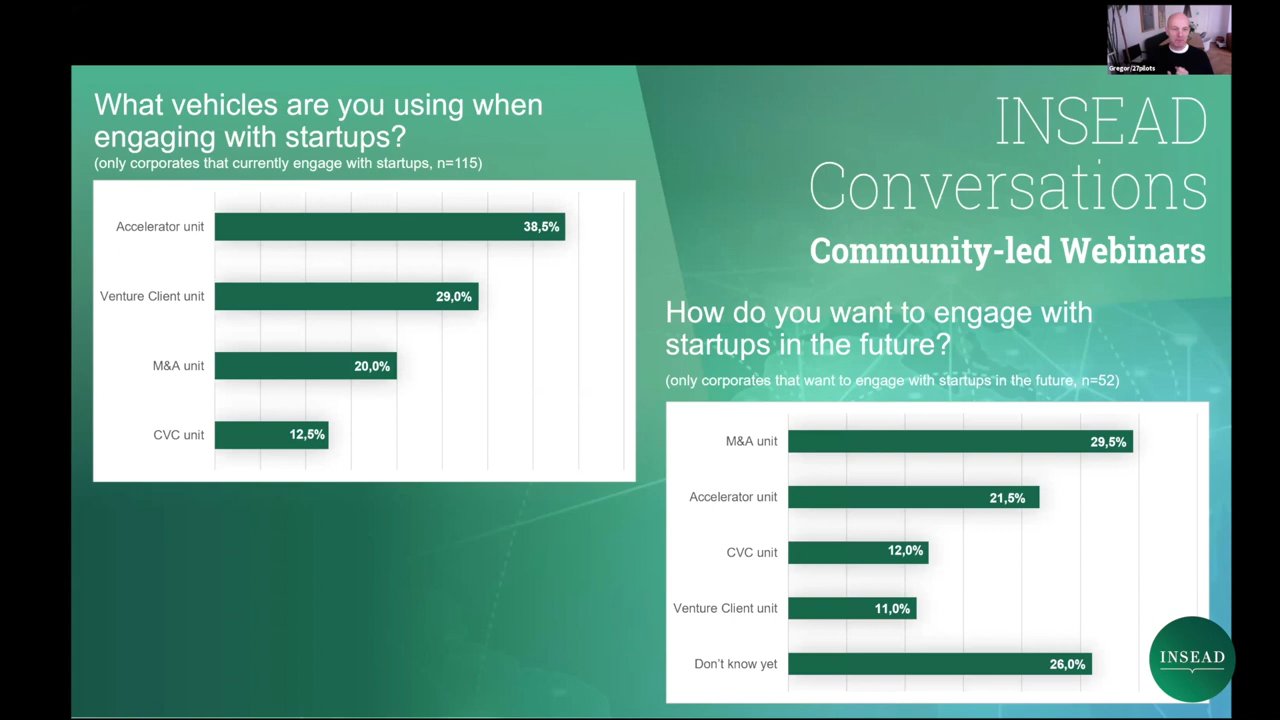 Gregor/27pilots
What vehicles are you using when
engaging with startups?
(only corporates that currently engage with startups, n=115)
Accelerator unit
38,5%
Venture Client unit
29,0%
M&A unit
20,0%
CVC unit
12,5%
INSEAD
Conversations
Community-led Webinars
How do you want to engage with
startups in the future?
(only corporates that want to engage with startups in the future, n=52)
M&A unit
29,5%
Accelerator unit
21,5%
CVC unit
12,0%
Venture Client unit
11,0%
Don't know yet
26,0%
INSEAD